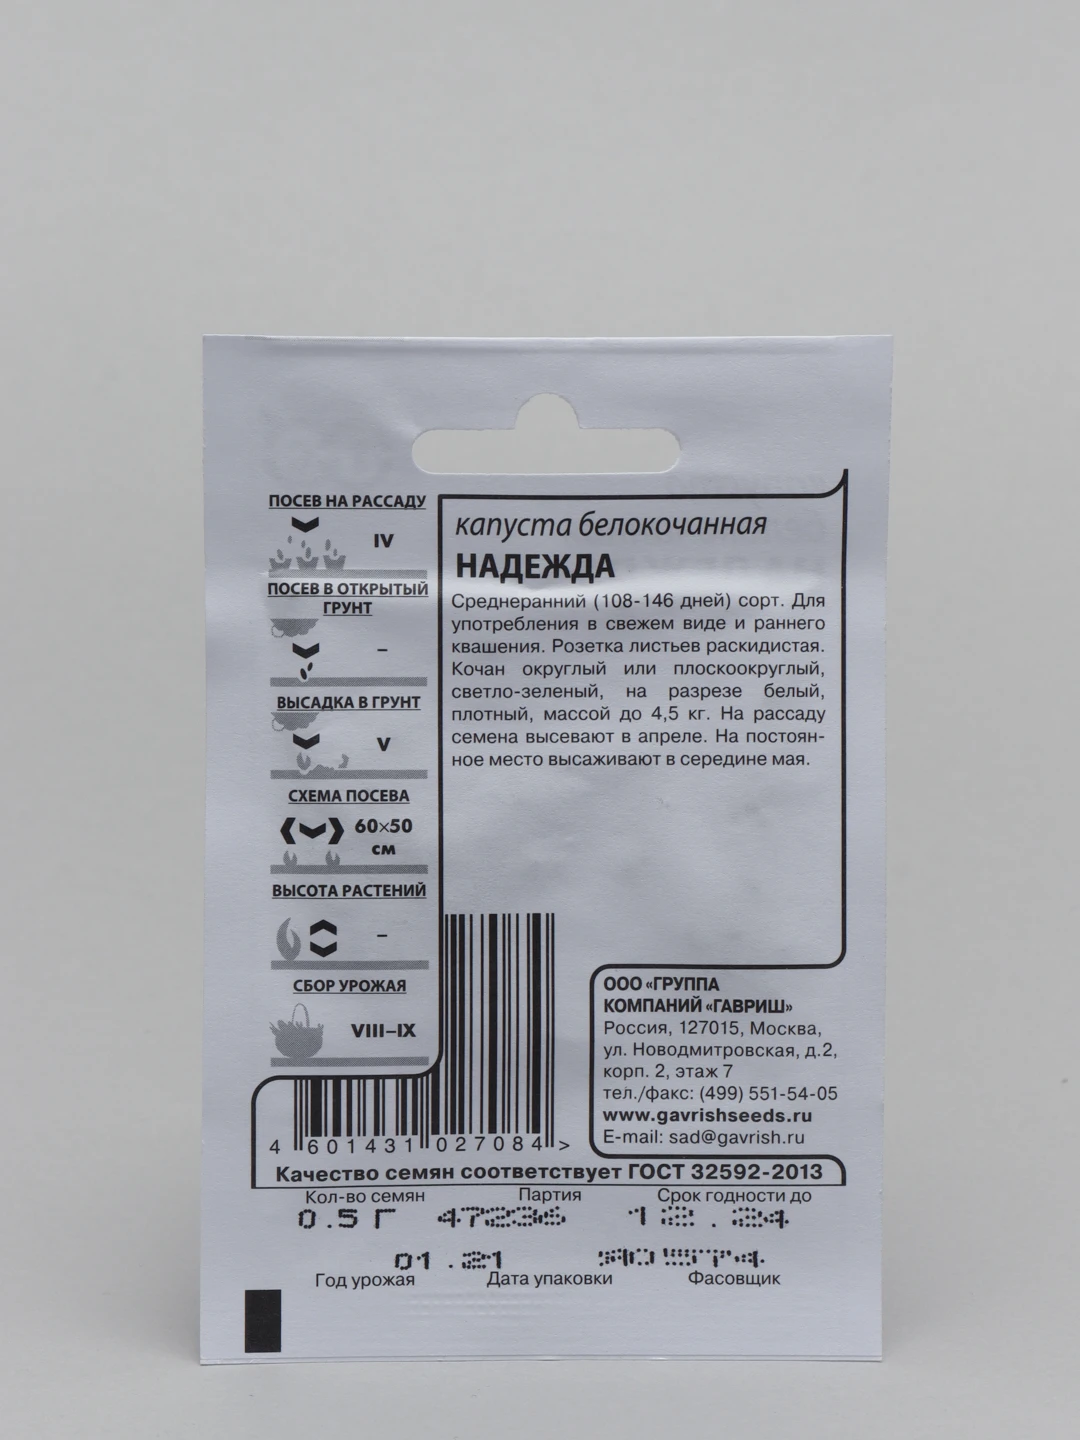 ПОСЕВ НА РАССАДУ
IV
ПОСЕВ В ОТКРЫТЫЙ
ГРУНТ
–
ВЫСАДКА В ГРУНТ
V
СХЕМА ПОСЕВА
60×50
см
ВЫСОТА РАСТЕНИЙ
–
СБОР УРОЖАЯ
VIII–IX
капуста белокочанная
НАДЕЖДА
Среднеранний (108-146 дней) сорт. Для
употребления в свежем виде и раннего
квашения. Розетка листьев раскидистая.
Кочан округлый или плоскоокруглый,
светло-зеленый, на разрезе белый,
плотный, массой до 4,5 кг. На рассаду
семена высевают в апреле. На постоян-
ное место высаживают в середине мая.
ООО «ГРУППА
КОМПАНИЙ «ГАВРИШ»
Россия, 127015, Москва,
ул. Новодмитровская, д.2,
корп. 2, этаж 7
тел./факс: (499) 551-54-05
www.gavrishseeds.ru
E-mail: sad@gavrish.ru
4 601431 027084 >
Качество семян соответствует ГОСТ 32592-2013
Кол-во семян Партия Срок годности до
0.5 Г 47236 12.24
01.21
Год урожая Дата упаковки Фасовщик